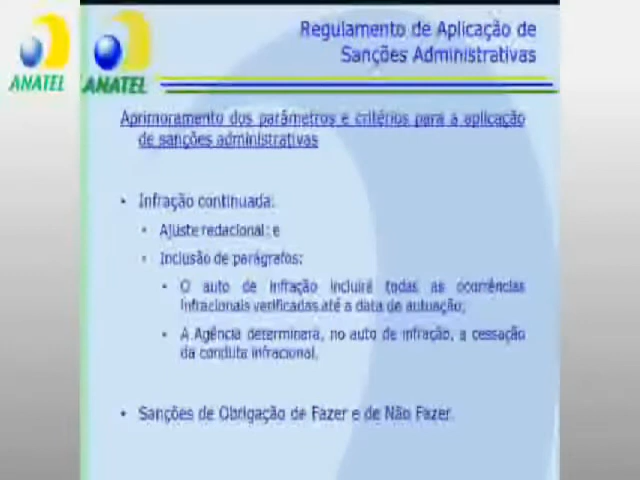 Regulamento de Aplicação de
Sanções Administrativas
ANATEL
ANATEL
Aprimoramento dos parâmetros e critérios para a aplicação
de sanções administrativas
• Infração continuada:
• Ajuste redacional; e
• Inclusão de parágrafos:
• O auto de infração incluirá todas as ocorrências
infracionais verificadas até a data de autuação;
• A Agência determinará, no auto de infração, a cessação
da conduta infracional.
• Sanções de Obrigação de Fazer e de Não Fazer